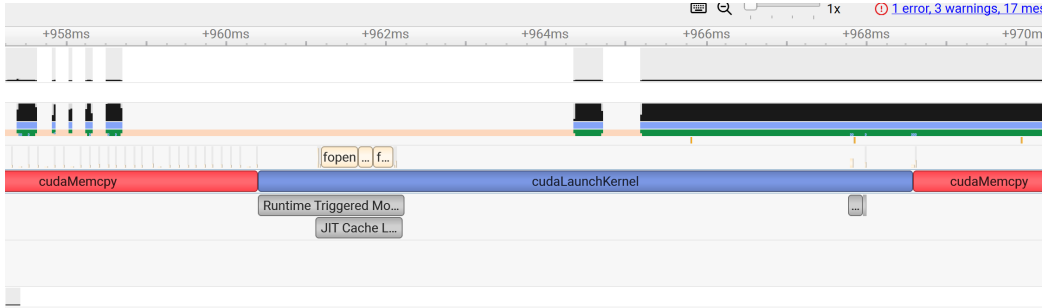 1x 1 error, 3 warnings, 17 mes
+958ms +960ms +962ms +964ms +966ms +968ms +970m
fopen ... f...
cudaMemcpy cudaLaunchKernel cudaMemcpy
Runtime Triggered Mo... ...
JIT Cache L...